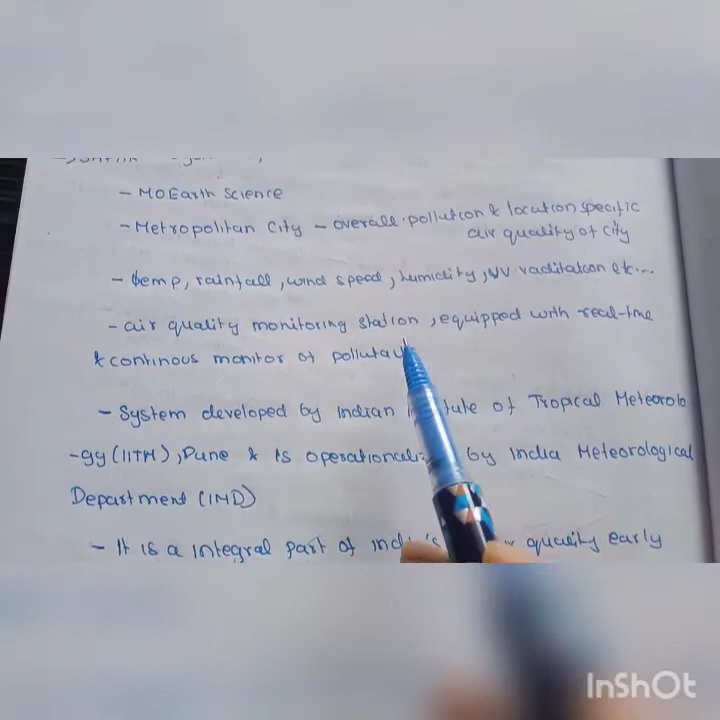 - MOEarth Science
- Metropolitan City - overall pollution & location specific
air quality of city
- temp, rainfall, wind speed, humidity, UV raditaion etc...
- air quality monitoring station, equipped with real-time
& continous monitor of
- System developed by Indian of Tropical Meteorolo
-gy (IITM), Pune & is by India Meteorological
Department (IMD)
- It is a integral part of quality early
InShOt